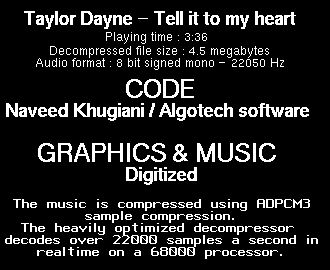 Taylor Dayne - Tell it to my heart
Playing time : 3:36
Decompressed file size : 4.5 megabytes
Audio format : 8 bit signed mono - 22050 Hz
CODE
Naveed Khugiani / Algotech software
GRAPHICS & MUSIC
Digitized
The music is compressed using ADPCM3
sample compression.
The heavily optimized decompressor
decodes over 22000 samples a second in
realtime on a 68000 processor.